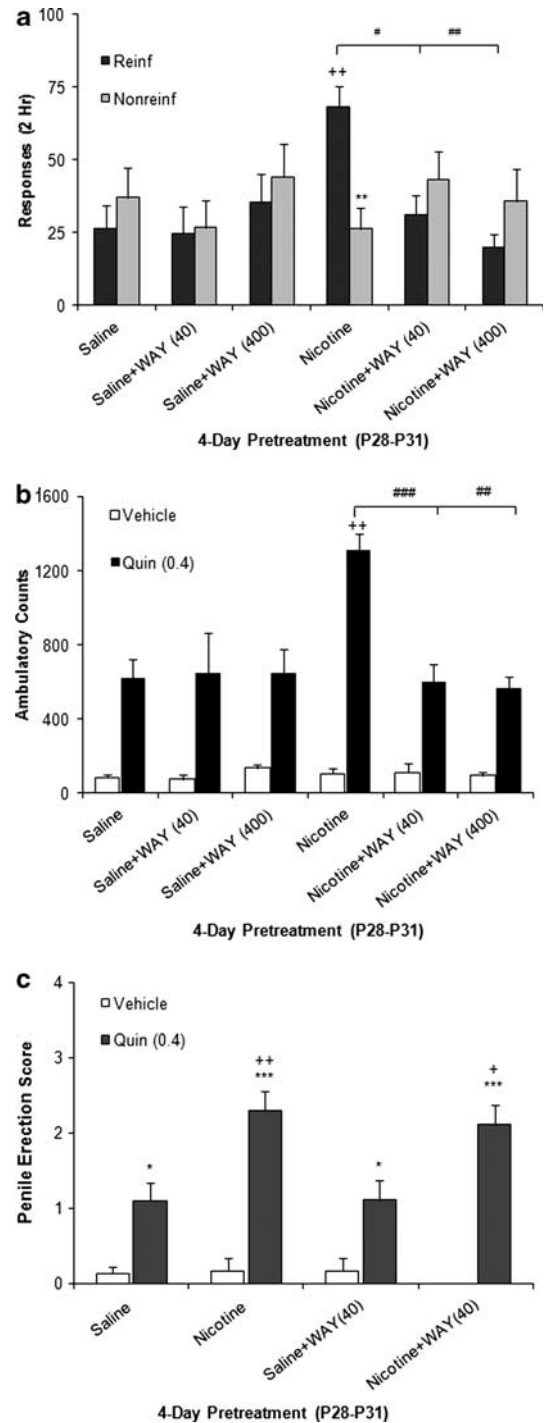 a
100
75
50
25
0
Responses (2 Hr)
Reinf
Nonreinf
++
**
#
##
Saline
Saline+WAY (40)
Saline+WAY (400)
Nicotine
Nicotine+WAY (40)
Nicotine+WAY (400)
4-Day Pretreatment (P28-P31)
b
1600
1200
800
400
0
Ambulatory Counts
Vehicle
Quin (0.4)
++
###
##
Saline
Saline+WAY (40)
Saline+WAY (400)
Nicotine
Nicotine+WAY (40)
Nicotine+WAY (400)
4-Day Pretreatment (P28-P31)
c
4
3
2
1
0
Penile Erection Score
Vehicle
Quin (0.4)
*
++
***
*
+
***
Saline
Nicotine
Saline+WAY(40)
Nicotine+WAY(40)
4-Day Pretreatment (P28-P31)